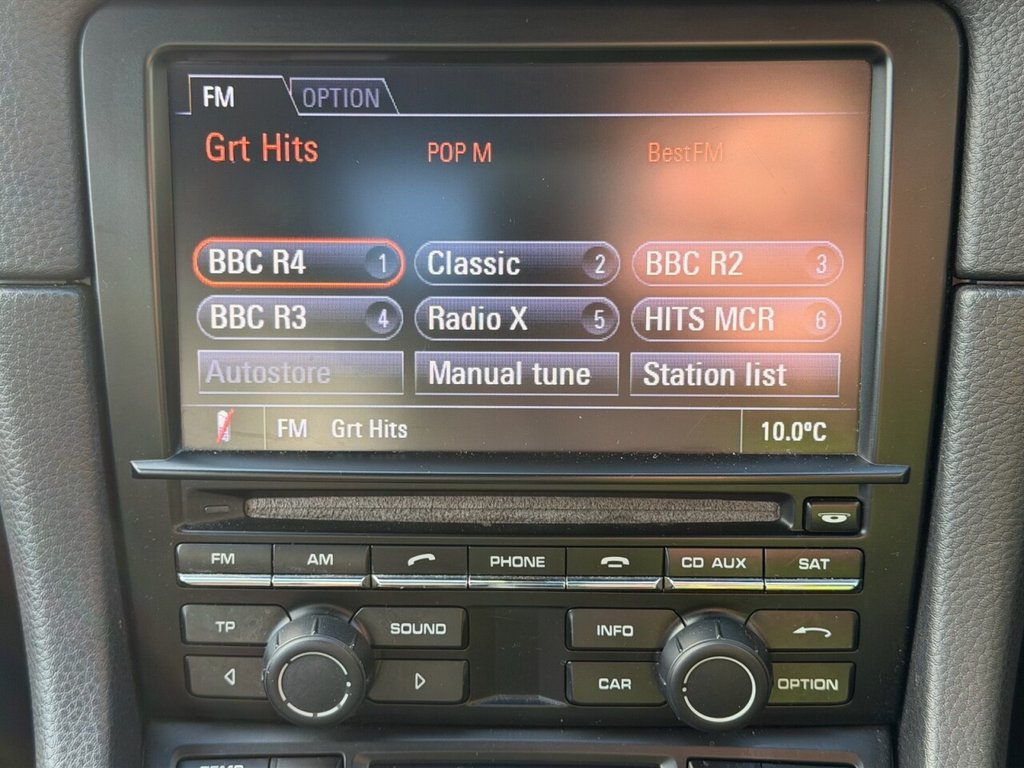 FM OPTION
Grt Hits POP M BestFM
BBC R4 1 Classic 2 BBC R2 3
BBC R3 4 Radio X 5 HITS MCR 6
Autostore Manual tune Station list
FM Grt Hits 10.0ºC
FM AM PHONE CD AUX SAT
TP SOUND INFO
CAR OPTION